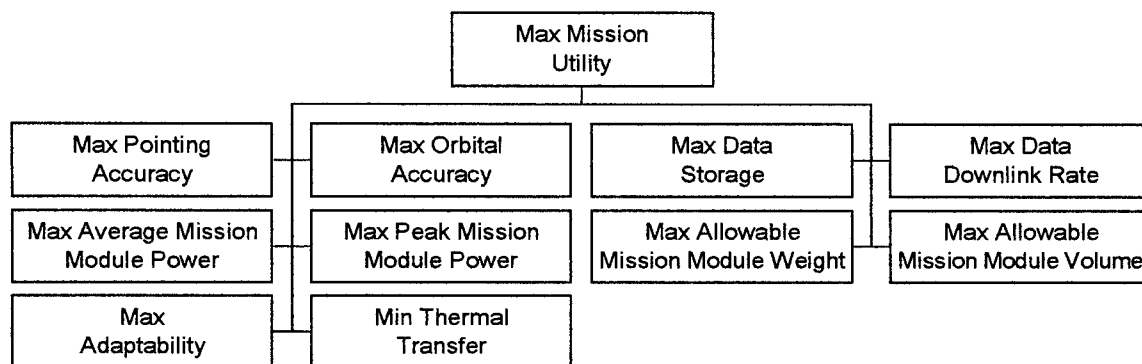 Max Mission
Utility
Max Pointing
Accuracy
Max Orbital
Accuracy
Max Data
Storage
Max Data
Downlink Rate
Max Average Mission
Module Power
Max Peak Mission
Module Power
Max Allowable
Mission Module Weight
Max Allowable
Mission Module Volume
Max
Adaptability
Min Thermal
Transfer